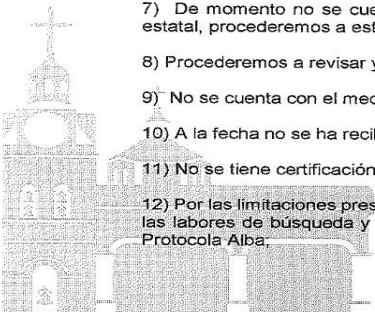 7) De momento no se cue
estatal, procederemos a est
8) Procederemos a revisar y
9) No se cuenta con el med
10) A la fecha no se ha recib
11) No se tiene certificación
12) Por las limitaciones pres
las labores de búsqueda y
Protocola Alba,